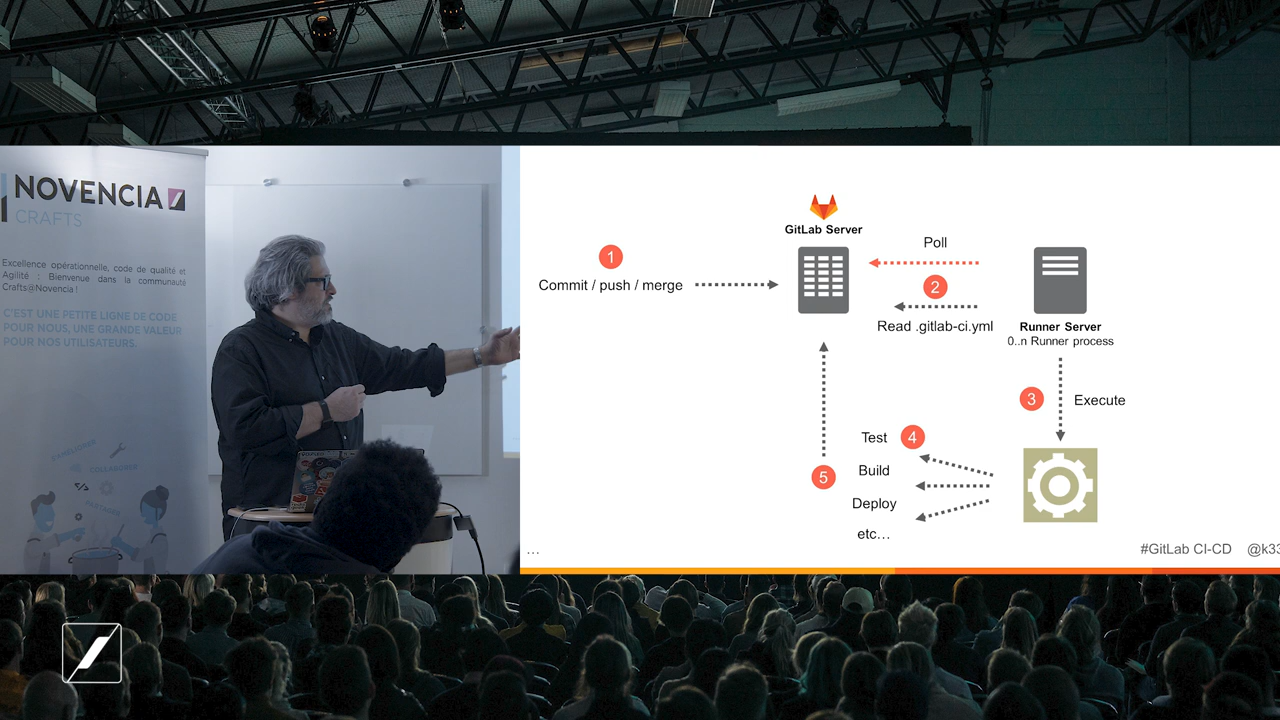 NOVENCIA
CRAFTS
Excellence opérationnelle, code de qualité et
Agilité : Bienvenue dans la communauté
Crafts@Novencia !
C'EST UNE PETITE LIGNE DE CODE
POUR NOUS, UNE GRANDE VALEUR
POUR NOS UTILISATEURS.
COLLABORER
PARTAGER
GitLab Server
Poll
1
Commit / push / merge
2
Read .gitlab-ci.yml
Runner Server
0..n Runner process
3
Execute
Test
4
Build
5
Deploy
etc...
...
#GitLab CI-CD @k33